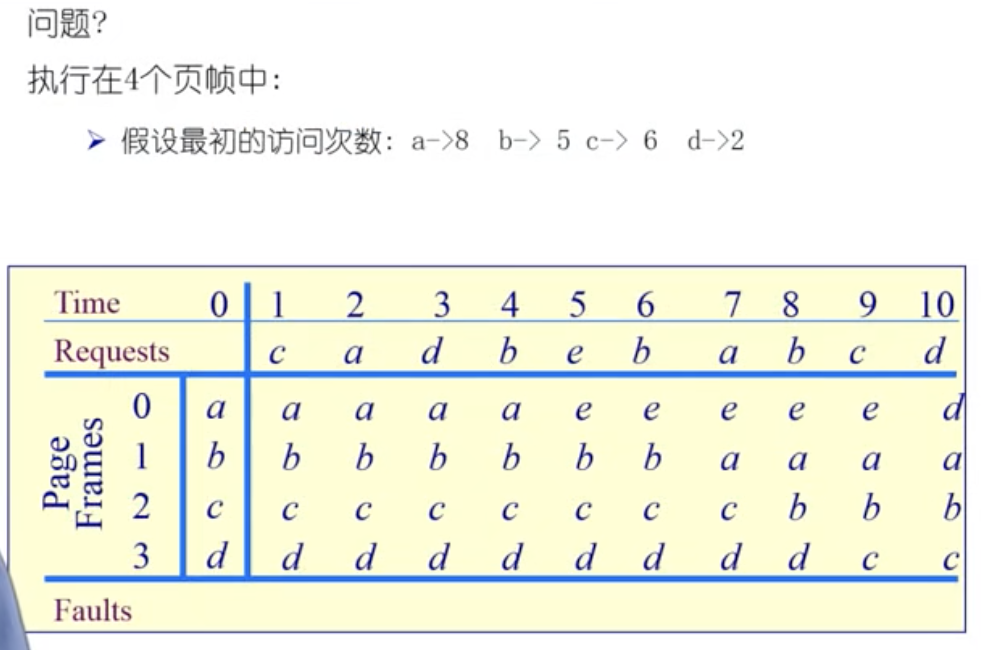 问题?
执行在4个页帧中:
➢ 假设最初的访问次数: a->8 b-> 5 c-> 6 d->2
Time 0 1 2 3 4 5 6 7 8 9 10
Requests c a d b e b a b c d
Page Frames
0 a a a a a e e e e e d
1 b b b b b b b a a a a
2 c c c c c c c c b b b
3 d d d d d d d d d c c
Faults